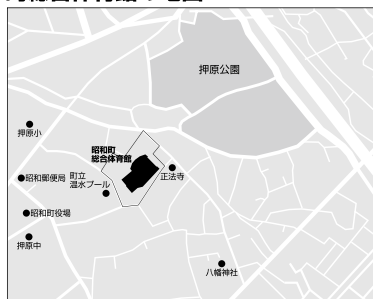 押原公園
押原小
昭和町
総合体育館
正法寺
昭和郵便局
町立
温水プール
昭和町役場
押原中
八幡神社